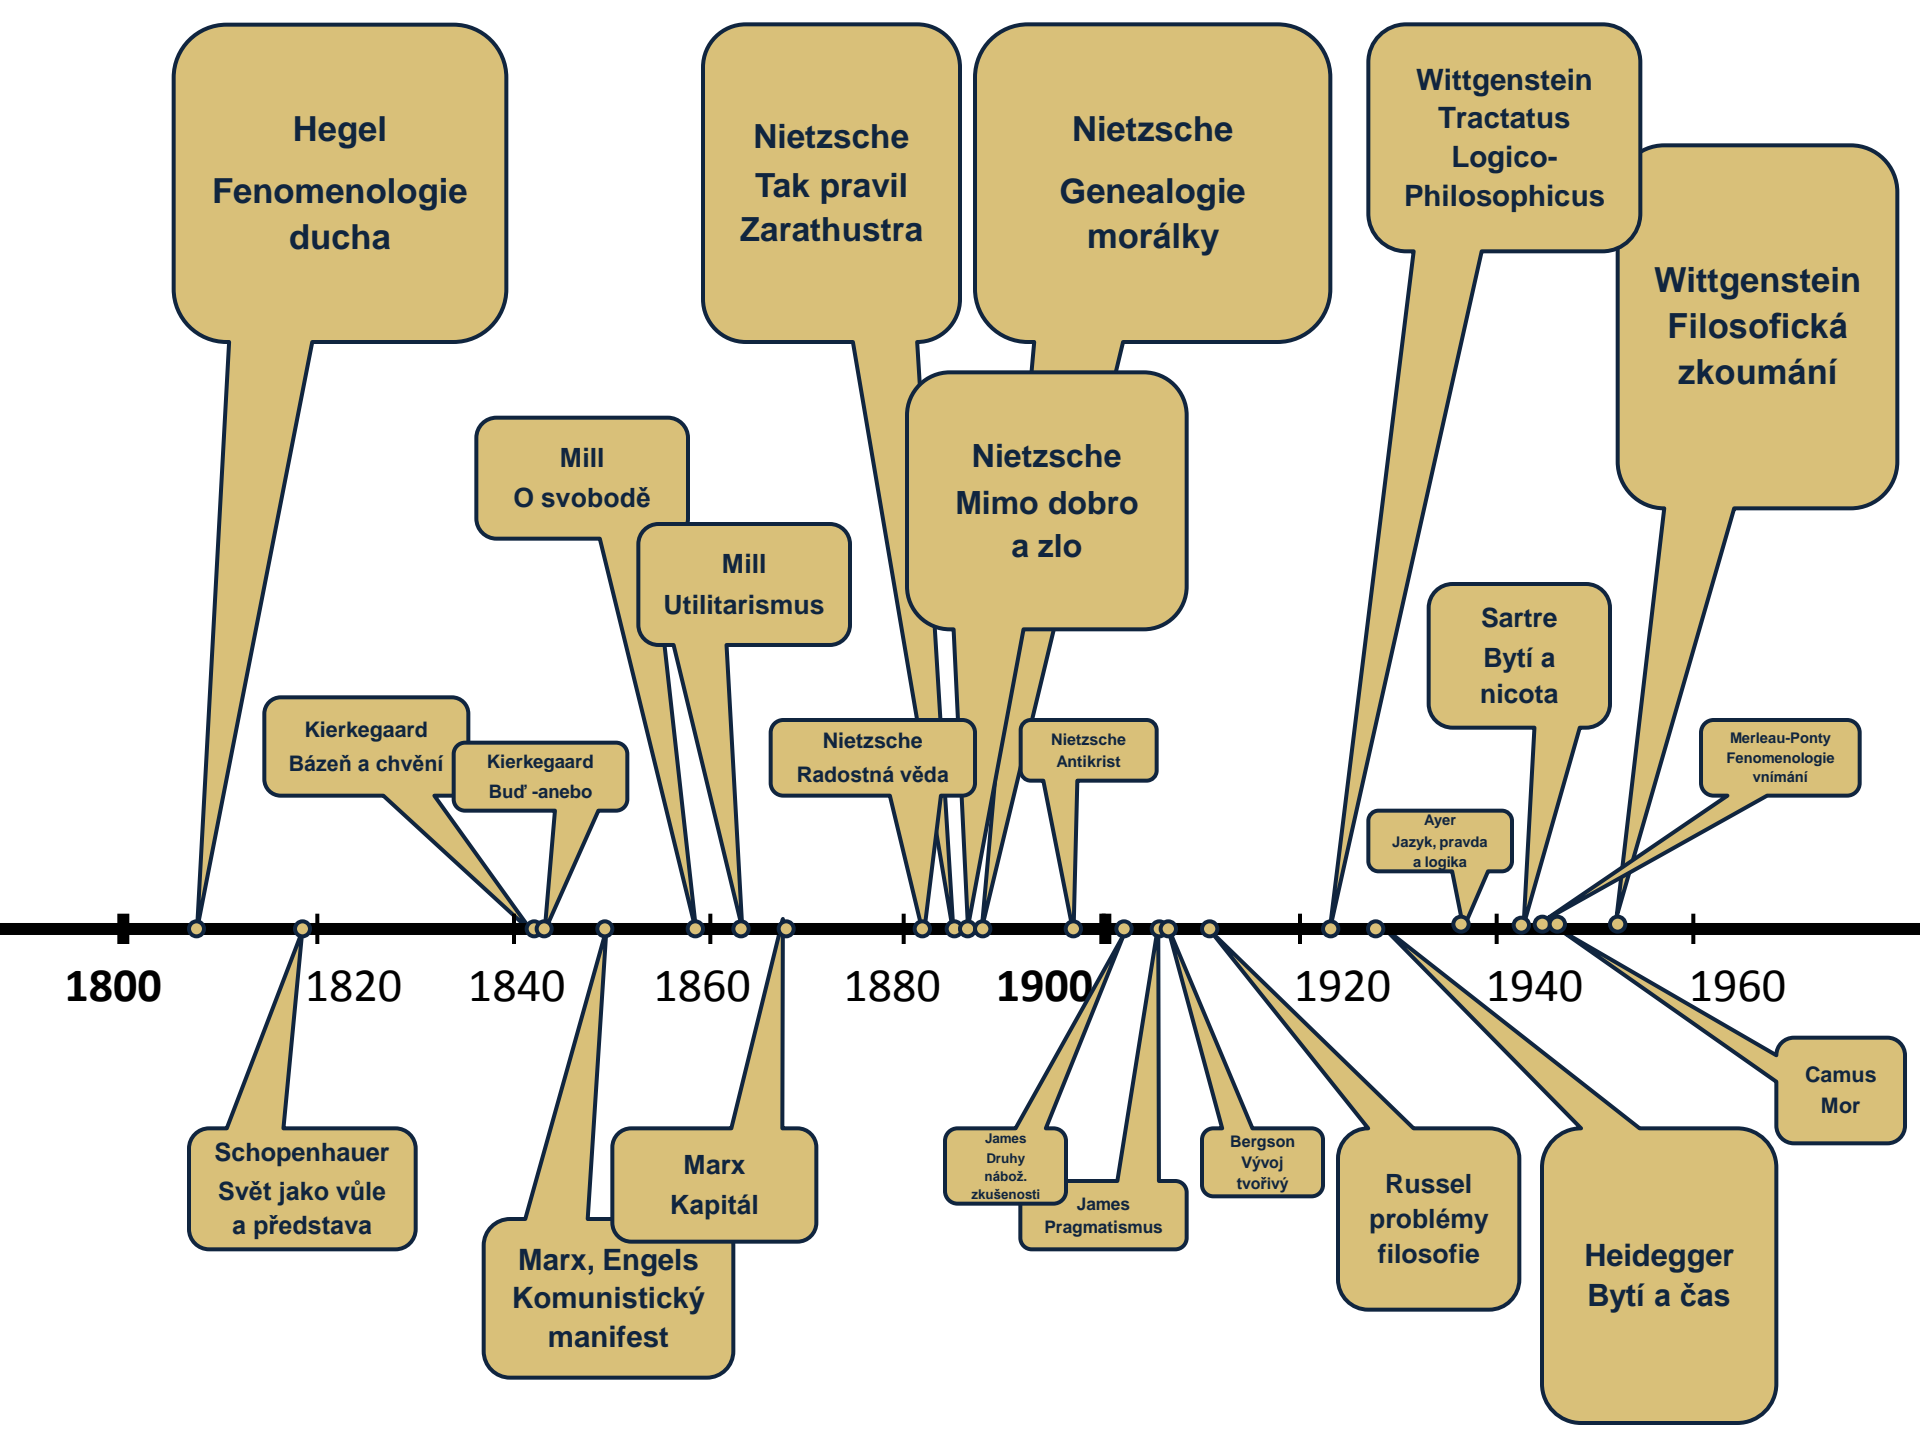 Hegel
Fenomenologie
ducha
Nietzsche
Tak pravil
Zarathustra
Nietzsche
Genealogie
morálky
Wittgenstein
Tractatus
Logico-
Philosophicus
Wittgenstein
Filosofická
zkoumání
Mill
O svobodě
Mill
Utilitarismus
Nietzsche
Mimo dobro
a zlo
Sartre
Bytí a
nicota
Kierkegaard
Bázeň a chvění
Kierkegaard
Buď -anebo
Nietzsche
Radostná věda
Nietzsche
Antikrist
Merleau-Ponty
Fenomenologie
vnímání
Ayer
Jazyk, pravda
a logika
1800
1820
1840
1860
1880
1900
1920
1940
1960
Schopenhauer
Svět jako vůle
a představa
Marx, Engels
Komunistický
manifest
Marx
Kapitál
James
Druhy
nábož.
zkušenosti
James
Pragmatismus
Bergson
Vývoj
tvořivý
Russel
problémy
filosofie
Heidegger
Bytí a čas
Camus
Mor